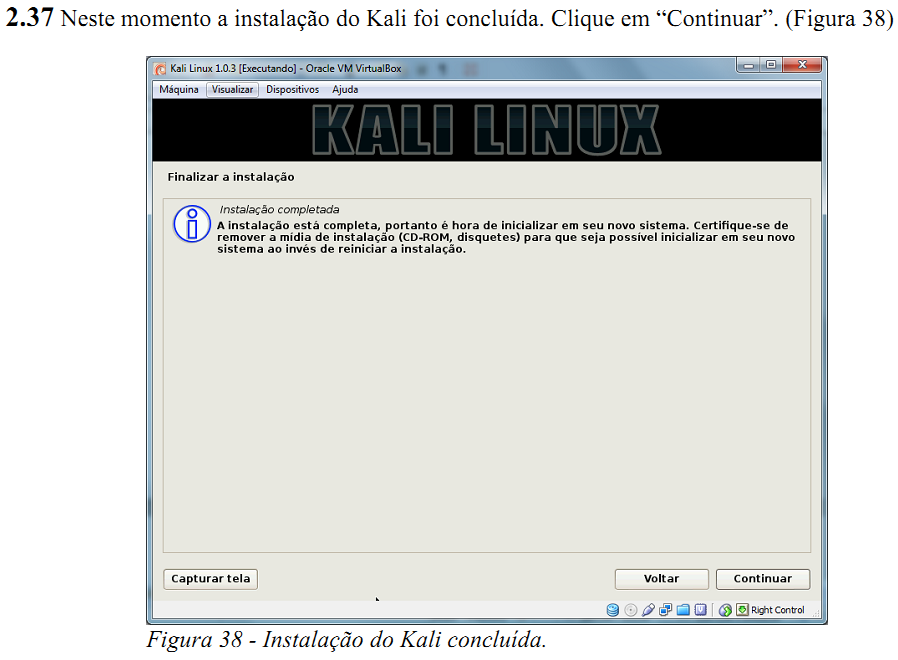 2.37 Neste momento a instalação do Kali foi concluída. Clique em “Continuar”. (Figura 38)
Kali Linux 1.0.3 [Executando] - Oracle VM VirtualBox
Máquina Visualizar Dispositivos Ajuda
KALI LINUX
Finalizar a instalação
Instalação completada
A instalação está completa, portanto é hora de inicializar em seu novo sistema. Certifique-se de
remover a mídia de instalação (CD-ROM, disquetes) para que seja possível inicializar em seu novo
sistema ao invés de reiniciar a instalação.
Capturar tela Voltar Continuar
Right Control
Figura 38 - Instalação do Kali concluída.